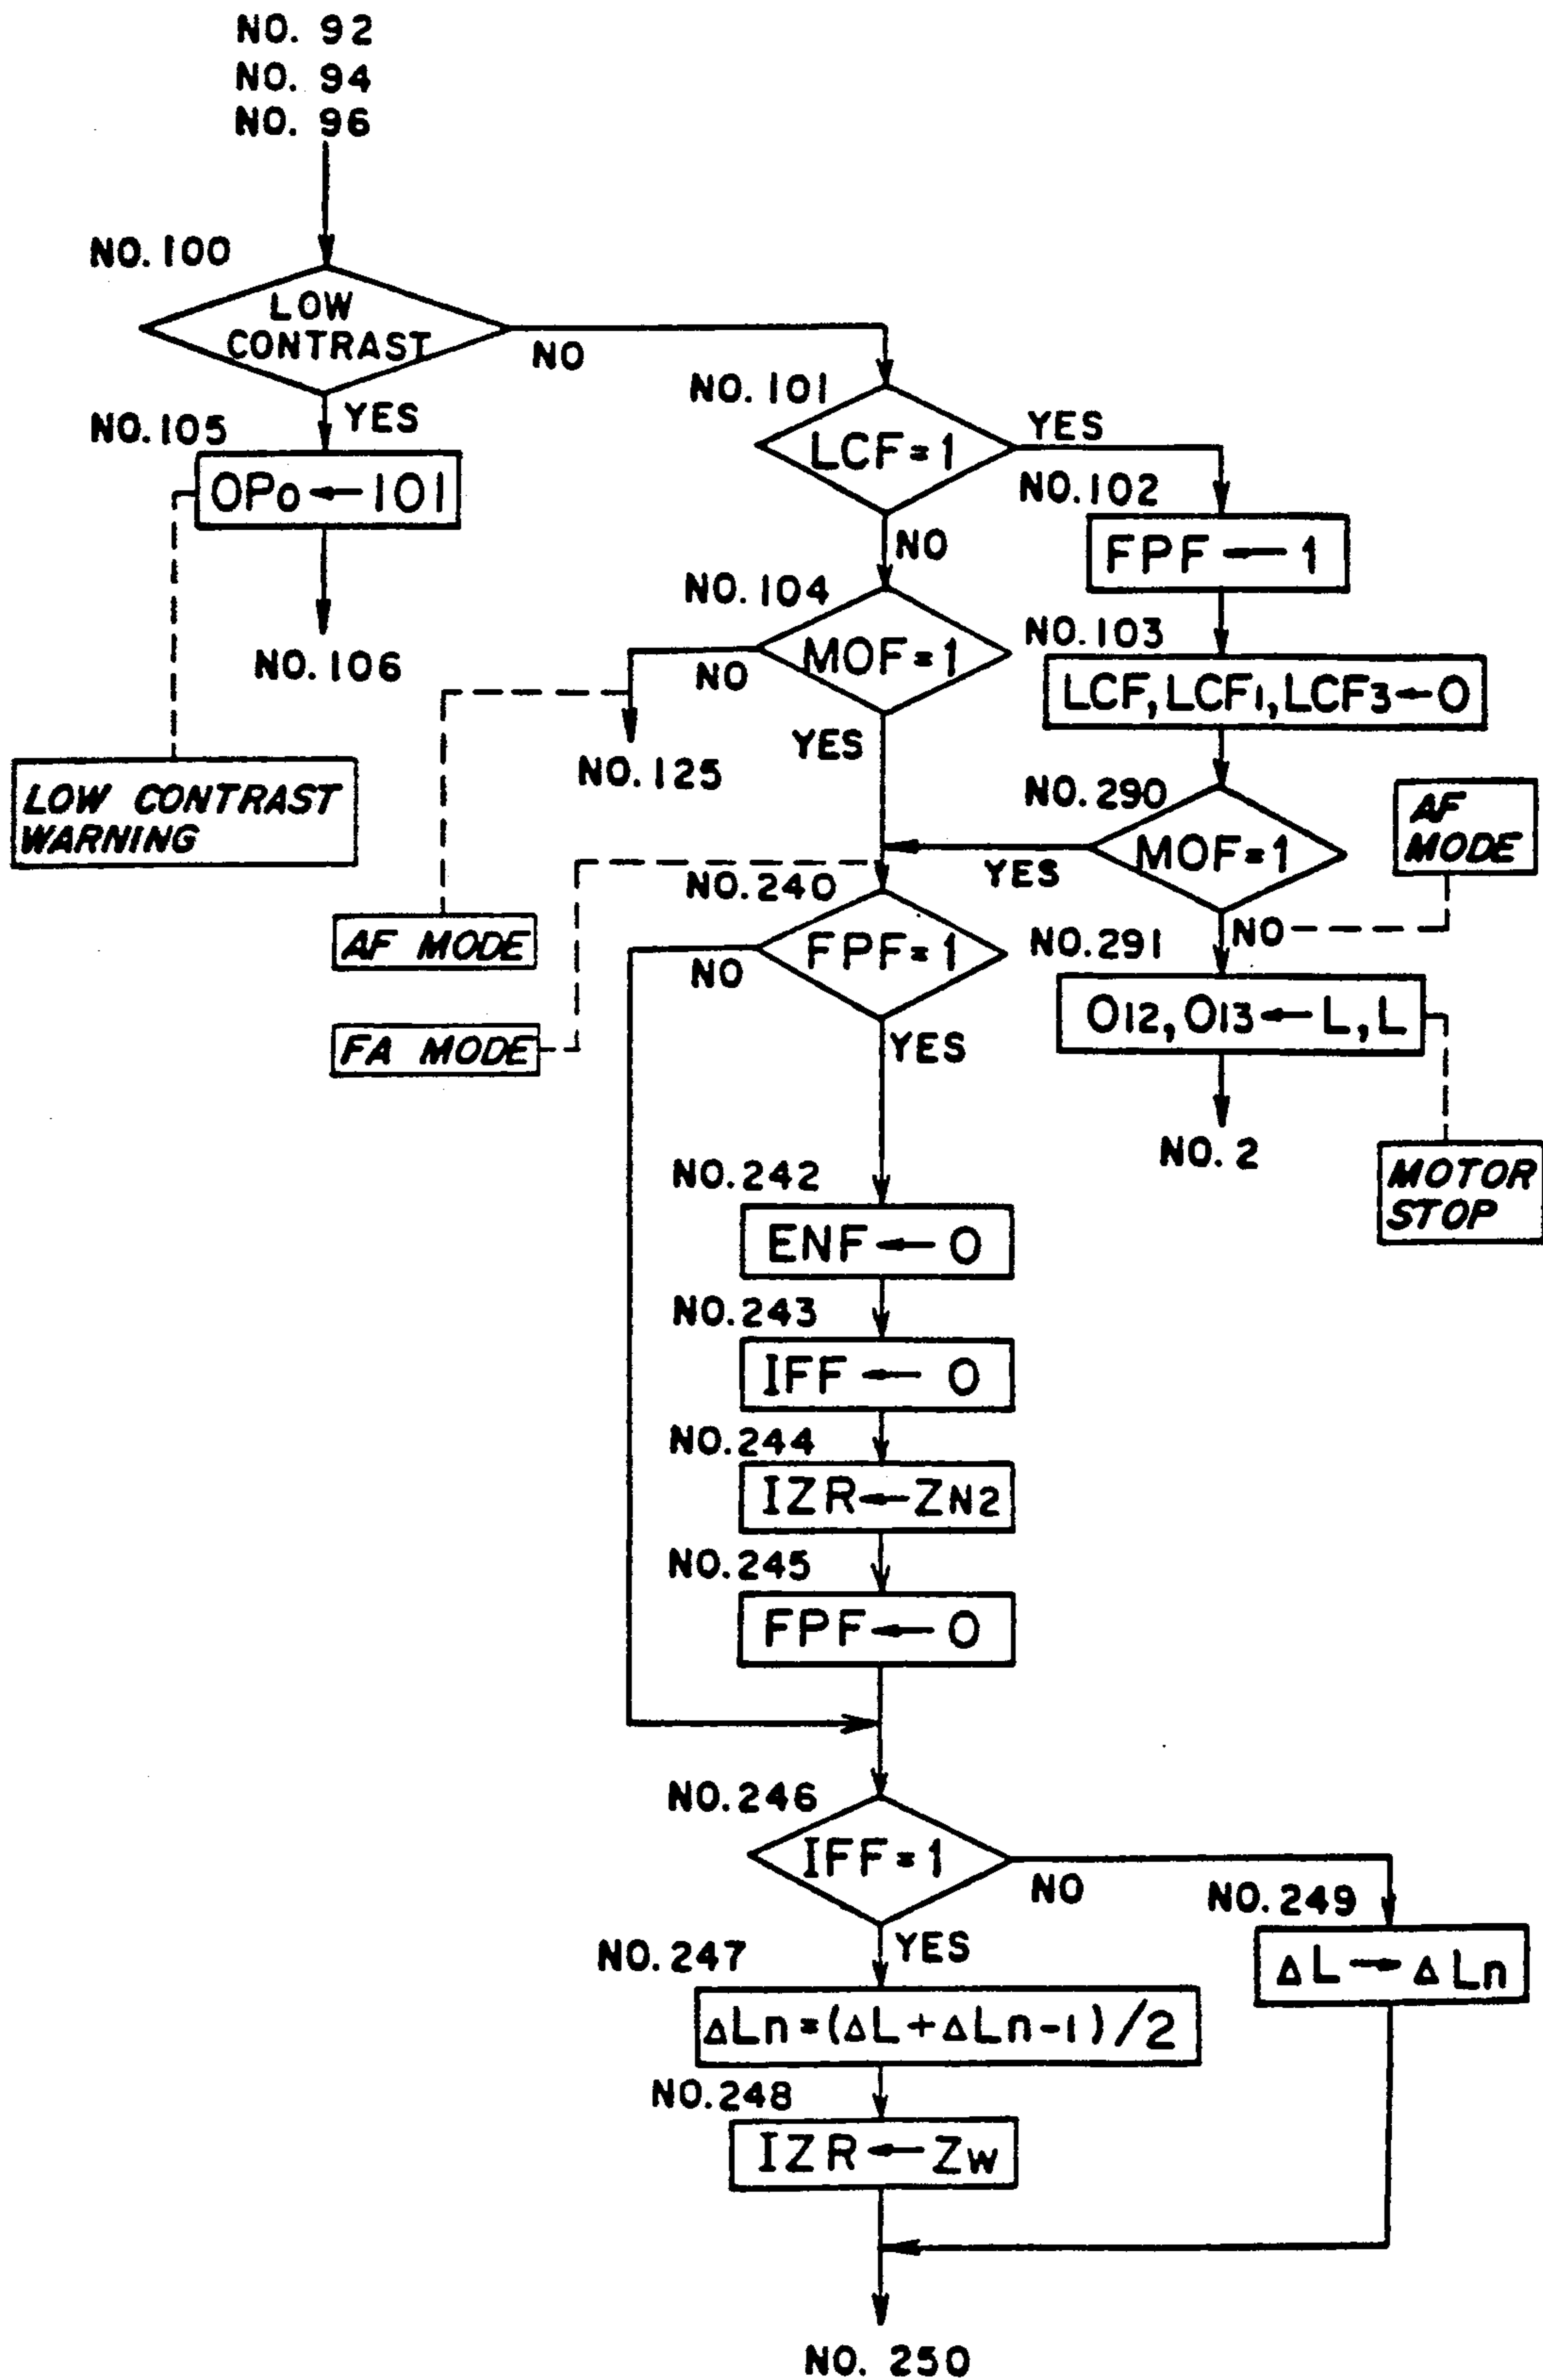 NO. 92
NO. 94
NO. 96
NO.100
LOW
CONTRAST
NO
NO.101
LCF=1
YES
NO.105
YES
OPo←101
NO.102
FPF←1
NO
NO.104
MOF=1
NO
NO.103
LCF, LCF1, LCF3←0
NO.106
YES
NO.125
LOW CONTRAST
WARNING
NO.290
MOF=1
YES
AF
MODE
NO.240
FPF=1
NO
AF MODE
NO
NO.291
O12, O13←L, L
FA MODE
YES
NO. 2
MOTOR
STOP
NO.242
ENF←0
NO.243
IFF←0
NO.244
IZR←ZN2
NO.245
FPF←0
NO.246
IFF=1
NO
NO.249
ΔL→ΔLn
YES
NO.247
ΔLn=(ΔL+ΔLn-1)/2
NO.248
IZR←ZW
NO. 250